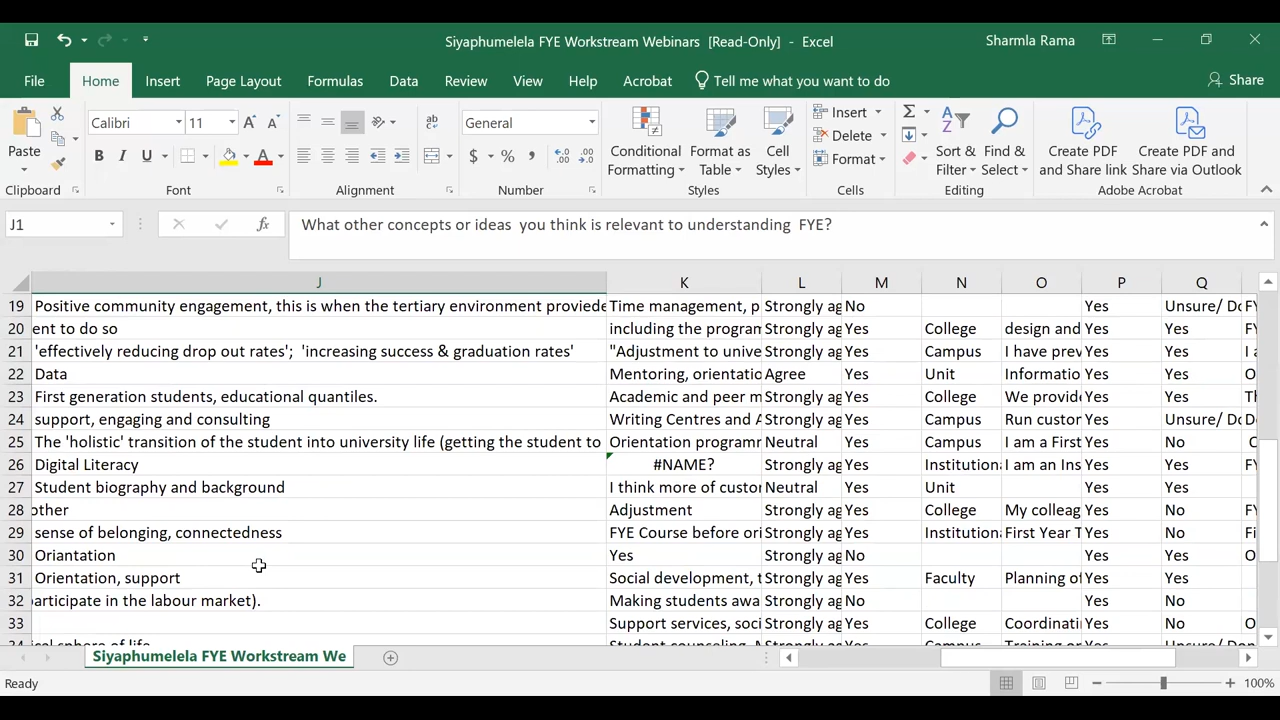 Siyaphumelela FYE Workstream Webinars [Read-Only] - Excel
Sharmla Rama
File Home Insert Page Layout Formulas Data Review View Help Acrobat Tell me what you want to do Share
Calibri 11 General Insert Σ
Paste Conditional Format as Cell Delete Sort & Find & Create PDF Create PDF and
B I U A $ % , Formatting Table Styles Format Filter Select and Share link Share via Outlook
Clipboard Font Alignment Number Styles Cells Editing Adobe Acrobat
J1 fx What other concepts or ideas you think is relevant to understanding FYE?
J K L M N O P Q
19 Positive community engagement, this is when the tertiary environment provide Time management, p Strongly ag No Yes Unsure/ Do FY
20 ent to do so including the program Strongly ag Yes College design and Yes Yes FY
21 'effectively reducing drop out rates'; 'increasing success & graduation rates' "Adjustment to unive Strongly ag Yes Campus I have prev Yes Yes I a
22 Data Mentoring, orientatio Agree Yes Unit Informatio Yes Yes O
23 First generation students, educational quantiles. Academic and peer m Strongly ag Yes College We provide Yes Yes Th
24 support, engaging and consulting Writing Centres and A Strongly ag Yes Campus Run custor Yes Unsure/ Do
25 The 'holistic' transition of the student into university life (getting the student to Orientation programm Neutral Yes Campus I am a First Yes No
26 Digital Literacy #NAME? Strongly ag Yes Institution I am an Ins Yes Yes FY
27 Student biography and background I think more of custor Neutral Yes Unit Yes Yes
28 other Adjustment Strongly ag Yes College My colleag Yes No FY
29 sense of belonging, connectedness FYE Course before ori Strongly ag Yes Institution First Year T Yes No Fi
30 Oriantation Yes Strongly ag No Yes Yes O
31 Orientation, support Social development, t Strongly ag Yes Faculty Planning of Yes Yes
32 articipate in the labour market). Making students awa Strongly ag No Yes No
33 Support services, soci Strongly ag Yes College Coordinati Yes No O
Siyaphumelela FYE Workstream We
Ready 100%